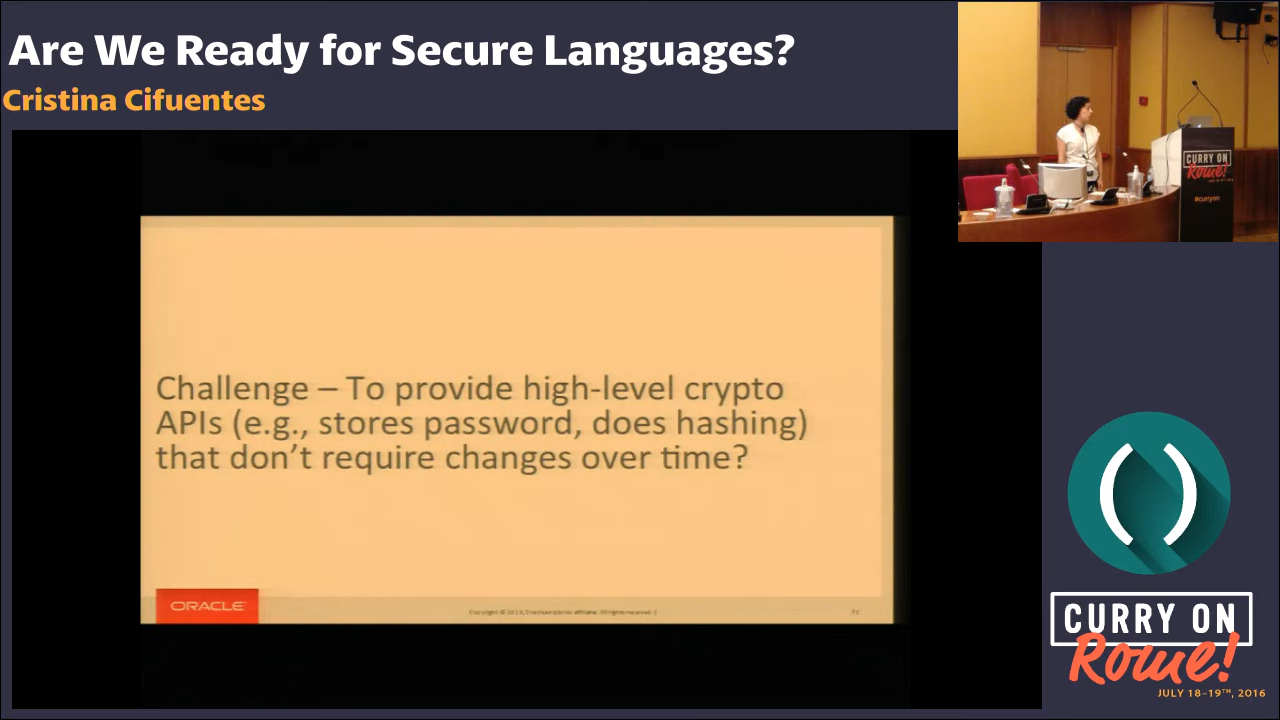 Are We Ready for Secure Languages?
Cristina Cifuentes
CURRY ON
Rome!
#curryon
Challenge – To provide high-level crypto
APIs (e.g., stores password, does hashing)
that don't require changes over time?
ORACLE
()
CURRY ON
Rome!
JULY 18-19TH, 2016